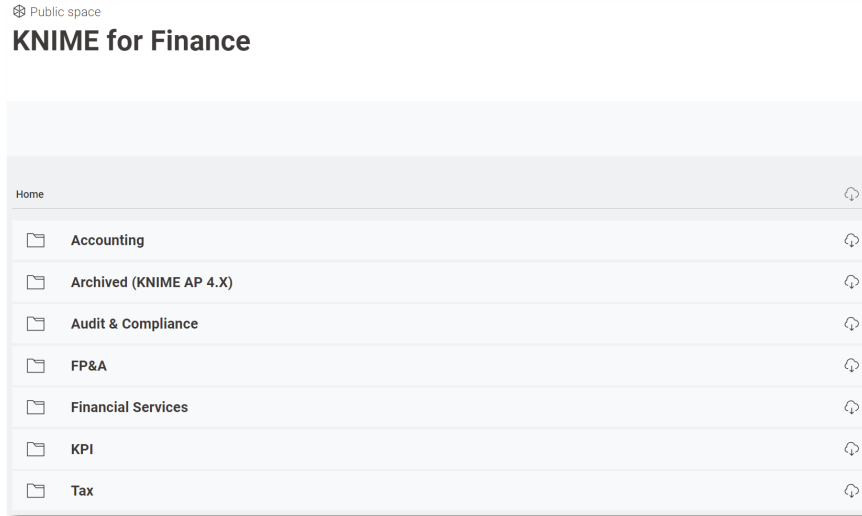 Public space
KNIME for Finance
Home
Accounting
Archived (KNIME AP 4.X)
Audit & Compliance
FP&A
Financial Services
KPI
Tax